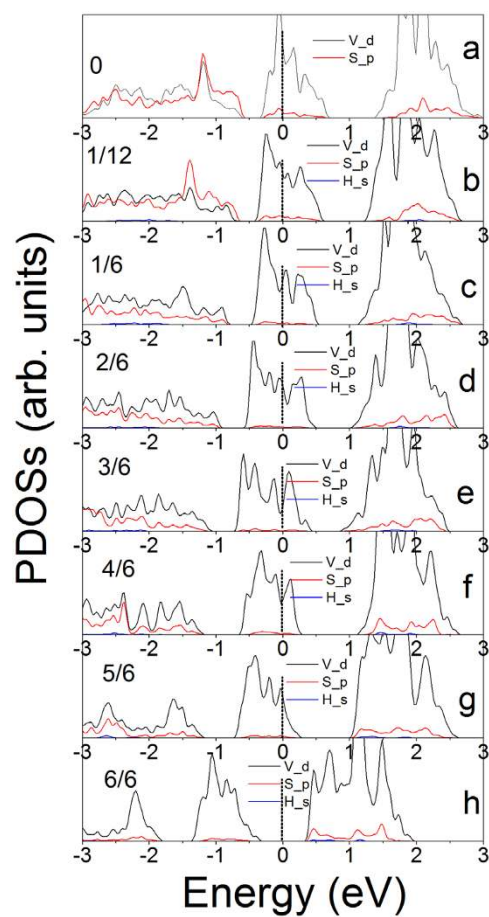 PDOSs (arb. units)
0
V_d
S_p
a
-3 -2 -1 0 1 2 3
1/12
V_d
S_p
H_s
b
-3 -2 -1 0 1 2 3
1/6
V_d
S_p
H_s
c
-3 -2 -1 0 1 2 3
2/6
V_d
S_p
H_s
d
-3 -2 -1 0 1 2 3
3/6
V_d
S_p
H_s
e
-3 -2 -1 0 1 2 3
4/6
V_d
S_p
H_s
f
-3 -2 -1 0 1 2 3
5/6
V_d
S_p
H_s
g
-3 -2 -1 0 1 2 3
6/6
V_d
S_p
H_s
h
-3 -2 -1 0 1 2 3
Energy (eV)